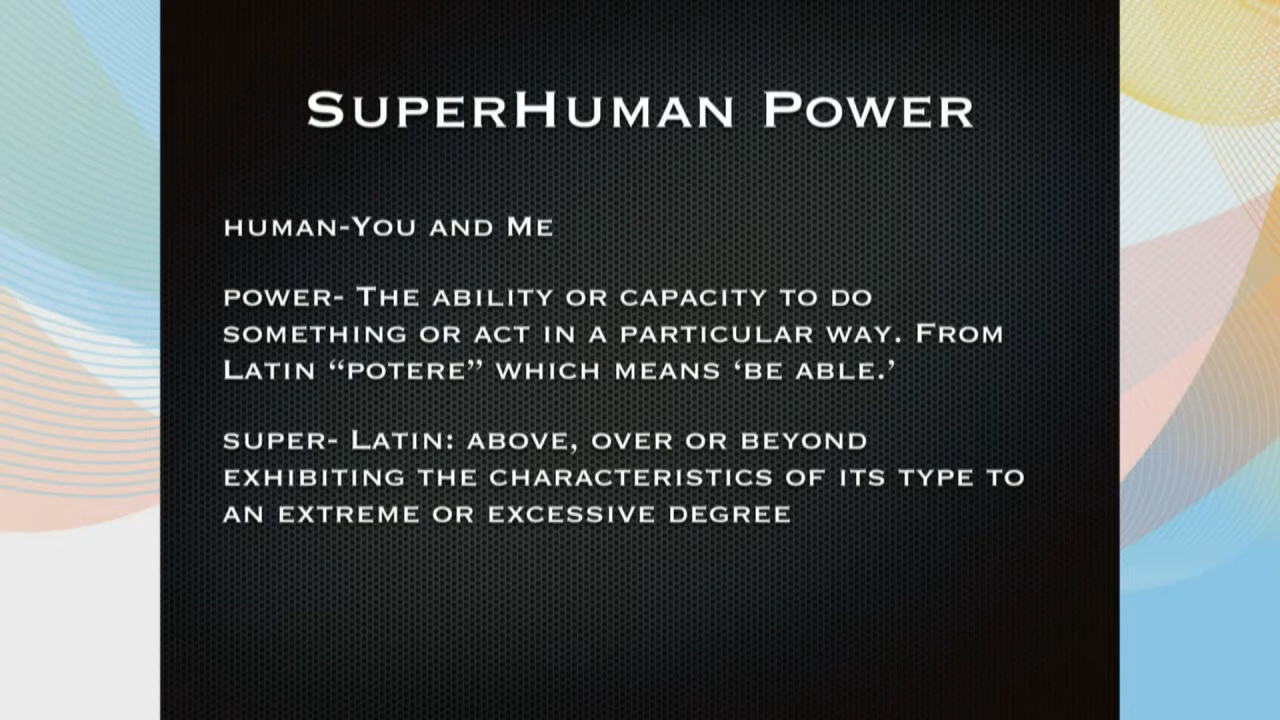 SuperHuman Power
human-You and Me
power- The ability or capacity to do
something or act in a particular way. From
Latin “potere” which means ‘be able.’
super- Latin: above, over or beyond
exhibiting the characteristics of its type to
an extreme or excessive degree